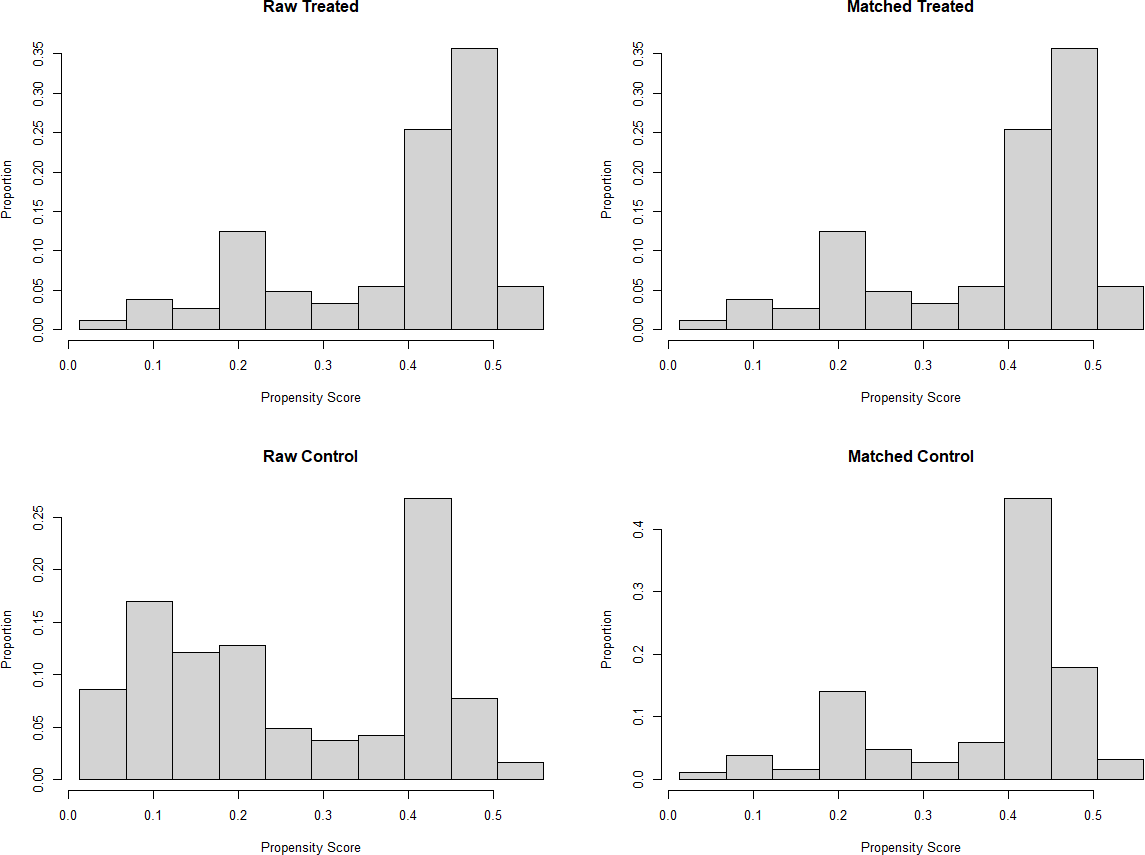 Raw Treated
Proportion
0.00 0.05 0.10 0.15 0.20 0.25 0.30 0.35
0.0 0.1 0.2 0.3 0.4 0.5
Propensity Score
Matched Treated
Proportion
0.00 0.05 0.10 0.15 0.20 0.25 0.30 0.35
0.0 0.1 0.2 0.3 0.4 0.5
Propensity Score
Raw Control
Proportion
0.00 0.05 0.10 0.15 0.20 0.25
0.0 0.1 0.2 0.3 0.4 0.5
Propensity Score
Matched Control
Proportion
0.0 0.1 0.2 0.3 0.4
0.0 0.1 0.2 0.3 0.4 0.5
Propensity Score